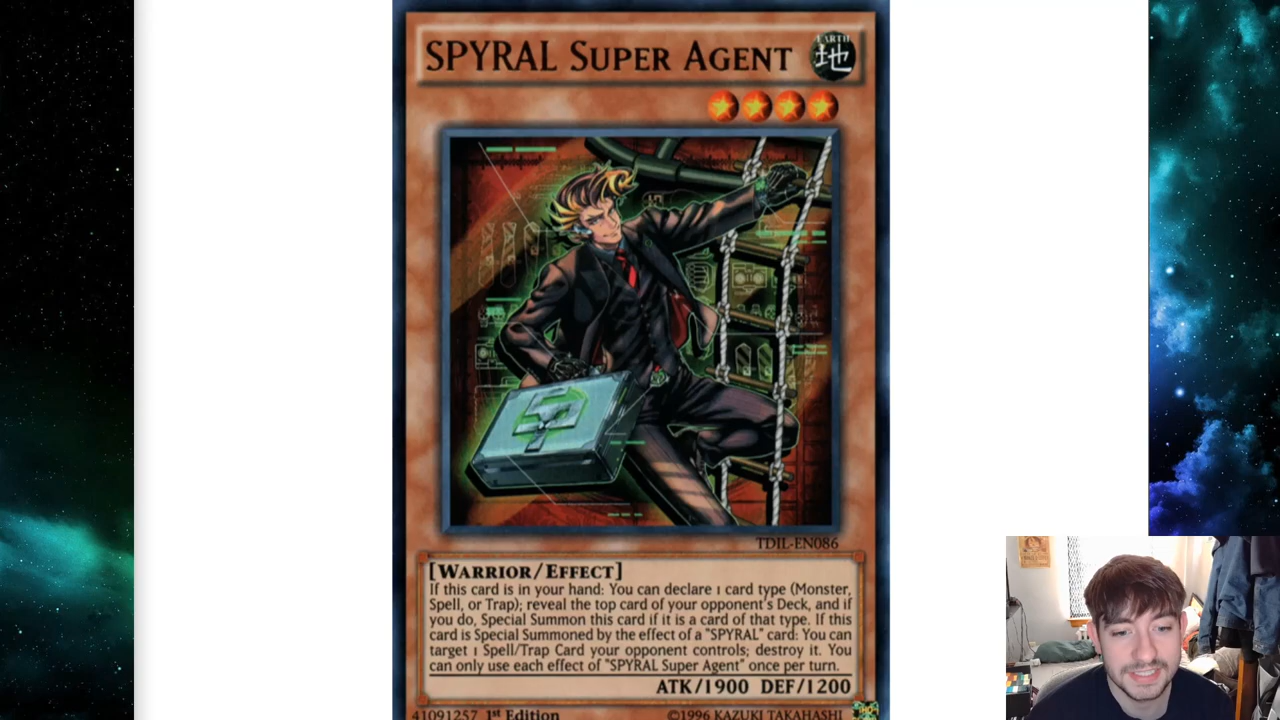 SPYRAL SUPER AGENT
EARTH
地
TDIL-EN086
[WARRIOR/EFFECT]
If this card is in your hand: You can declare 1 card type (Monster,
Spell, or Trap); reveal the top card of your opponent's Deck, and if
you do, Special Summon this card if it is a card of that type. If this
card is Special Summoned by the effect of a "SPYRAL" card: You can
target 1 Spell/Trap Card your opponent controls; destroy it. You
can only use each effect of "SPYRAL Super Agent" once per turn.
ATK/1900 DEF/1200
41091257 1st Edition ©1996 KAZUKI TAKAHASHI